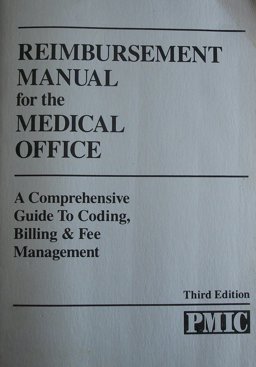 REIMBURSEMENT
MANUAL
for the
MEDICAL
OFFICE
A Comprehensive
Guide To Coding,
Billing & Fee
Management
Third Edition
PMIC